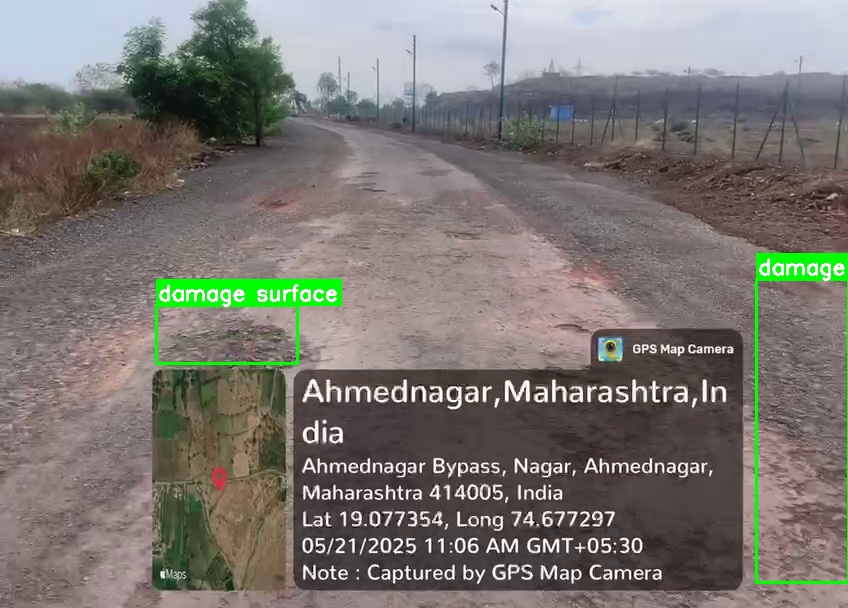 damage surface
damage
GPS Map Camera
Ahmednagar,Maharashtra,In
dia
Ahmednagar Bypass, Nagar, Ahmednagar,
Maharashtra 414005, India
Lat 19.077354, Long 74.677297
05/21/2025 11:06 AM GMT+05:30
Note : Captured by GPS Map Camera
Maps